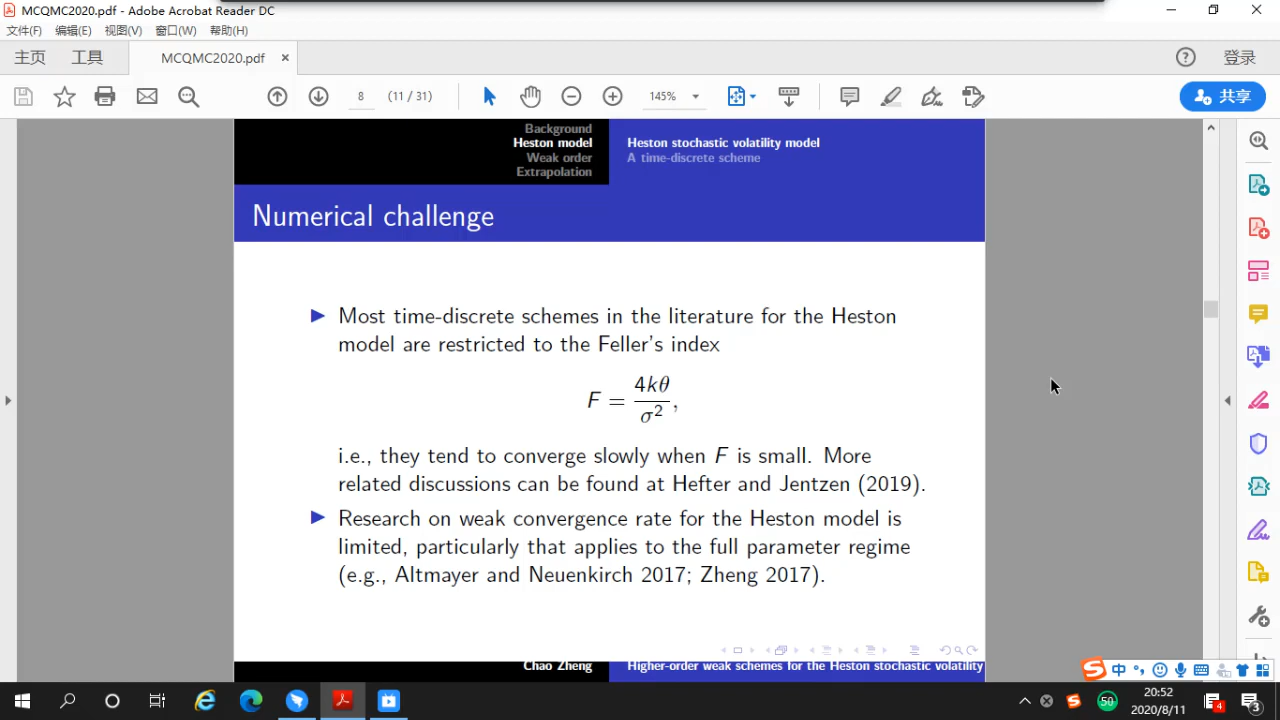 MCQMC2020.pdf - Adobe Acrobat Reader DC
文件(F) 编辑(E) 视图(V) 窗口(W) 帮助(H)
主页 工具 MCQMC2020.pdf × 登录
8 (11 / 31) 145% 共享
Background
Heston model
Weak order
Extrapolation
Heston stochastic volatility model
A time-discrete scheme
Numerical challenge
Most time-discrete schemes in the literature for the Heston
model are restricted to the Feller's index
F = 4kθ / σ²,
i.e., they tend to converge slowly when F is small. More
related discussions can be found at Hefter and Jentzen (2019).
Research on weak convergence rate for the Heston model is
limited, particularly that applies to the full parameter regime
(e.g., Altmayer and Neuenkirch 2017; Zheng 2017).
Chao Zheng Higher-order weak schemes for the Heston stochastic volatility
中
50
20:52
2020/8/11
4
3